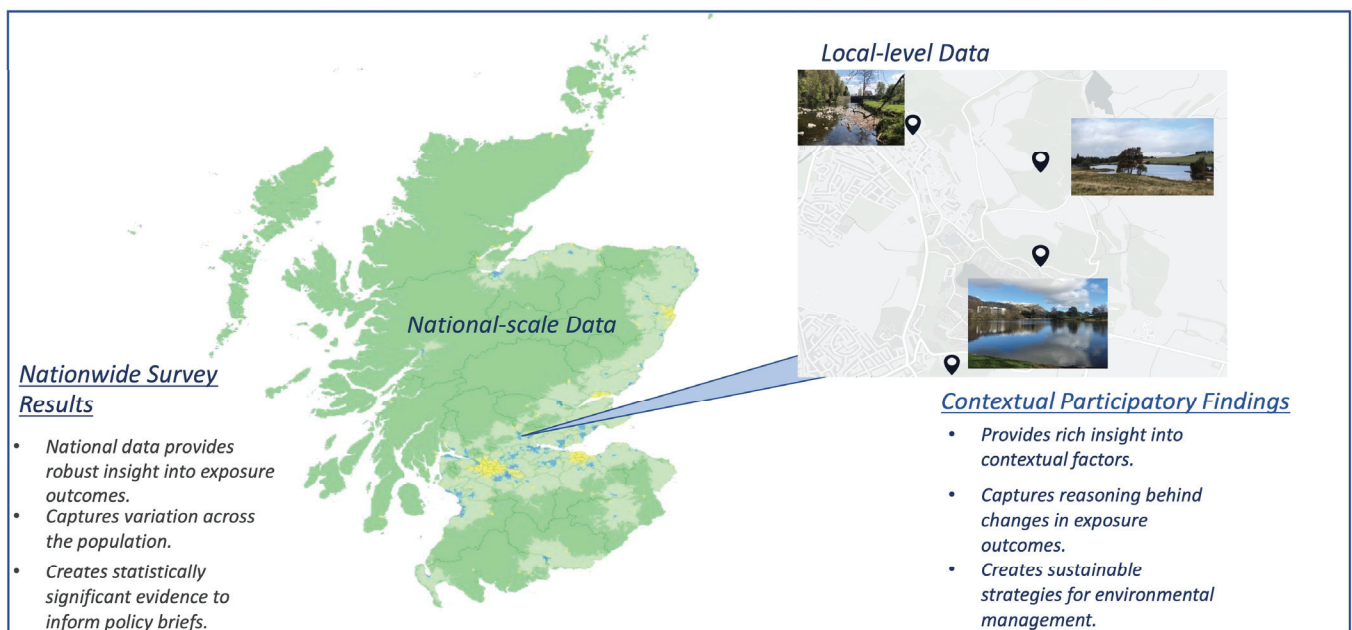 Local-level Data
National-scale Data
Nationwide Survey
Results
• National data provides
robust insight into exposure
outcomes.
• Captures variation across
the population.
• Creates statistically
significant evidence to
inform policy briefs.
Contextual Participatory Findings
• Provides rich insight into
contextual factors.
• Captures reasoning behind
changes in exposure
outcomes.
• Creates sustainable
strategies for environmental
management.